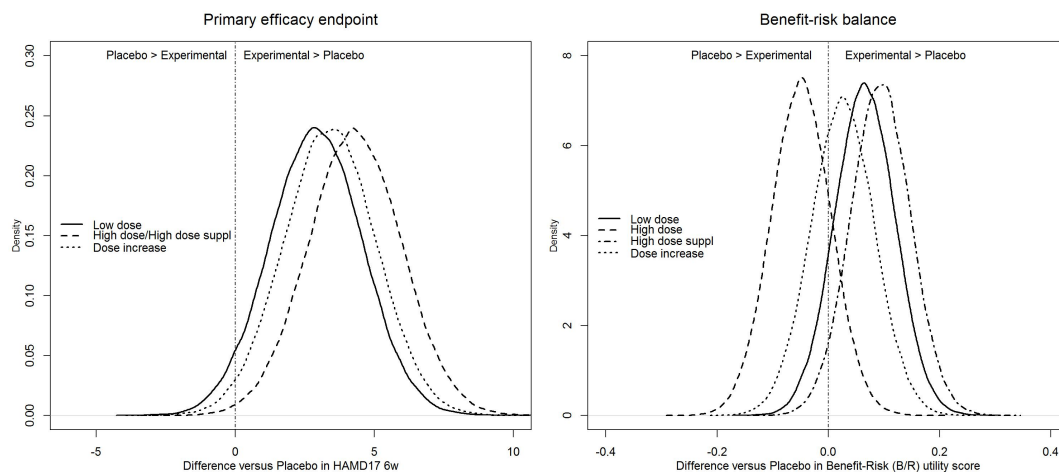 Primary efficacy endpoint
Placebo > Experimental
Experimental > Placebo
0.30
0.25
0.20
0.15
0.10
0.05
0.00
Density
Low dose
High dose/High dose suppl
Dose increase
-5
0
5
10
Difference versus Placebo in HAMD17 6w
Benefit-risk balance
Placebo > Experimental
Experimental > Placebo
8
6
4
2
0
Density
Low dose
High dose
High dose suppl
Dose increase
-0.4
-0.2
0.0
0.2
0.4
Difference versus Placebo in Benefit-Risk (B/R) utility score